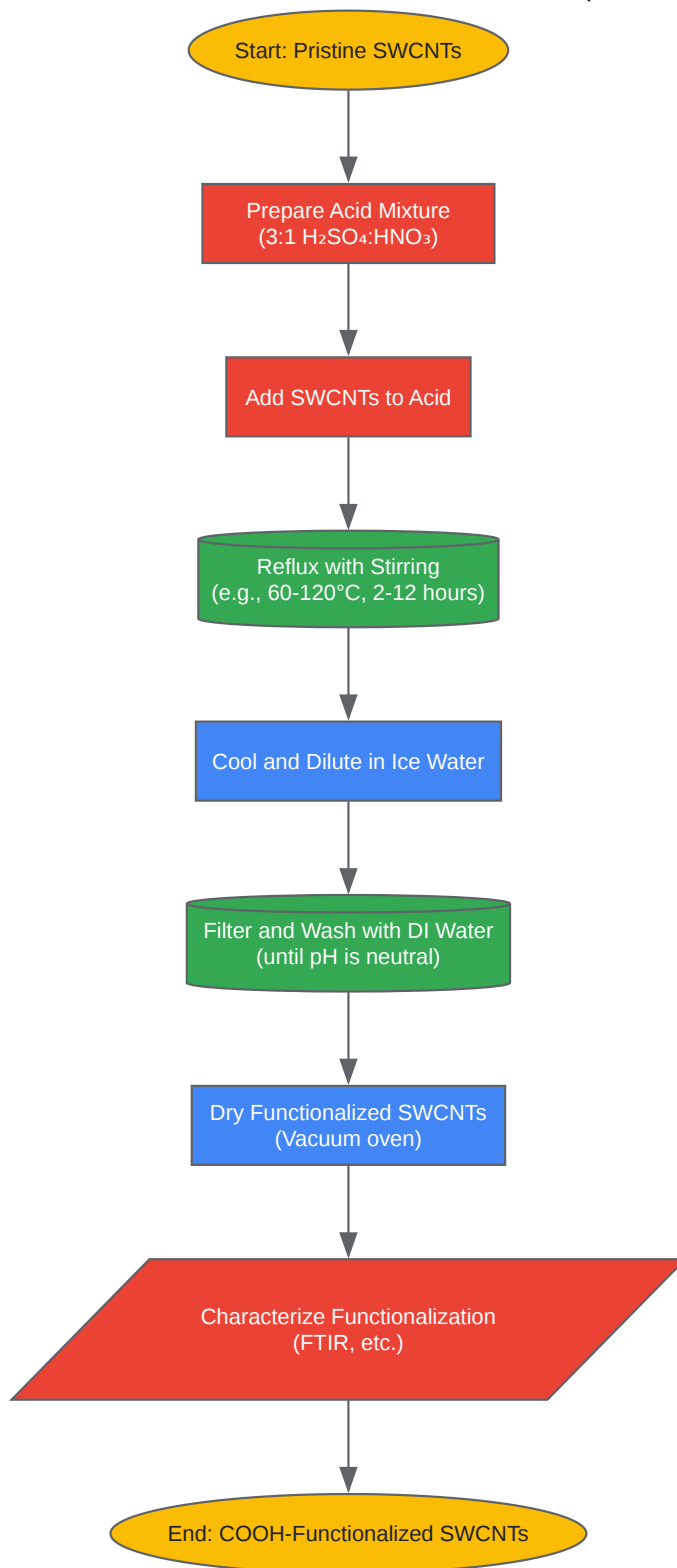 Start: Pristine SWCNTs
Prepare Acid Mixture
(3:1 H₂SO₄:HNO₃)
Add SWCNTs to Acid
Reflux with Stirring
(e.g., 60-120°C, 2-12 hours)
Cool and Dilute in Ice Water
Filter and Wash with DI Water
(until pH is neutral)
Dry Functionalized SWCNTs
(Vacuum oven)
Characterize Functionalization
(FTIR, etc.)
End: COOH-Functionalized SWCNTs